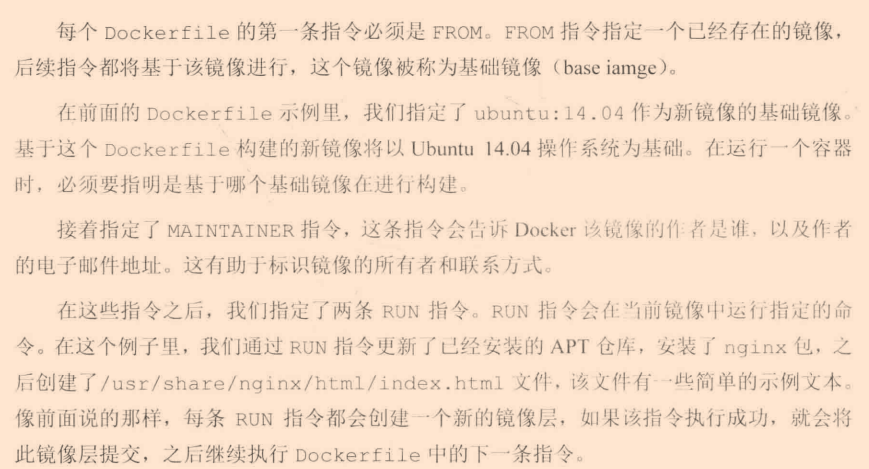 每个 Dockerfile 的第一条指令必须是 FROM。FROM 指令指定一个已经存在的镜像，
后续指令都将基于该镜像进行，这个镜像被称为基础镜像（base iamge）。
在前面的 Dockerfile 示例里，我们指定了 ubuntu:14.04 作为新镜像的基础镜像。
基于这个 Dockerfile 构建的新镜像将以 Ubuntu 14.04 操作系统为基础。在运行一个容器
时，必须要指明是基于哪个基础镜像在进行构建。
接着指定了 MAINTAINER 指令，这条指令会告诉 Docker 该镜像的作者是谁，以及作者
的电子邮件地址。这有助于标识镜像的所有者和联系方式。
在这些指令之后，我们指定了两条 RUN 指令。RUN 指令会在当前镜像中运行指定的命
令。在这个例子里，我们通过 RUN 指令更新了已经安装的 APT 仓库，安装了 nginx 包，之
后创建了/usr/share/nginx/html/index.html 文件，该文件有一些简单的示例文本。
像前面说的那样，每条 RUN 指令都会创建一个新的镜像层，如果该指令执行成功，就会将
此镜像层提交，之后继续执行 Dockerfile 中的下一条指令。